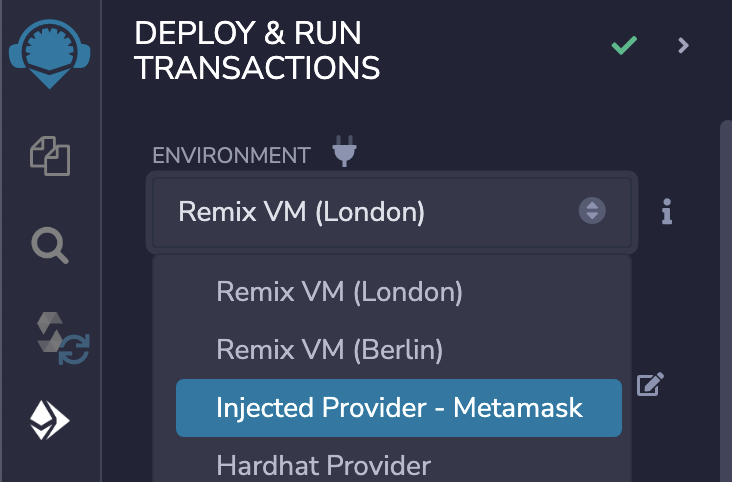 DEPLOY & RUN
TRANSACTIONS
ENVIRONMENT
Remix VM (London)
Remix VM (London)
Remix VM (Berlin)
Injected Provider - Metamask
Hardhat Provider